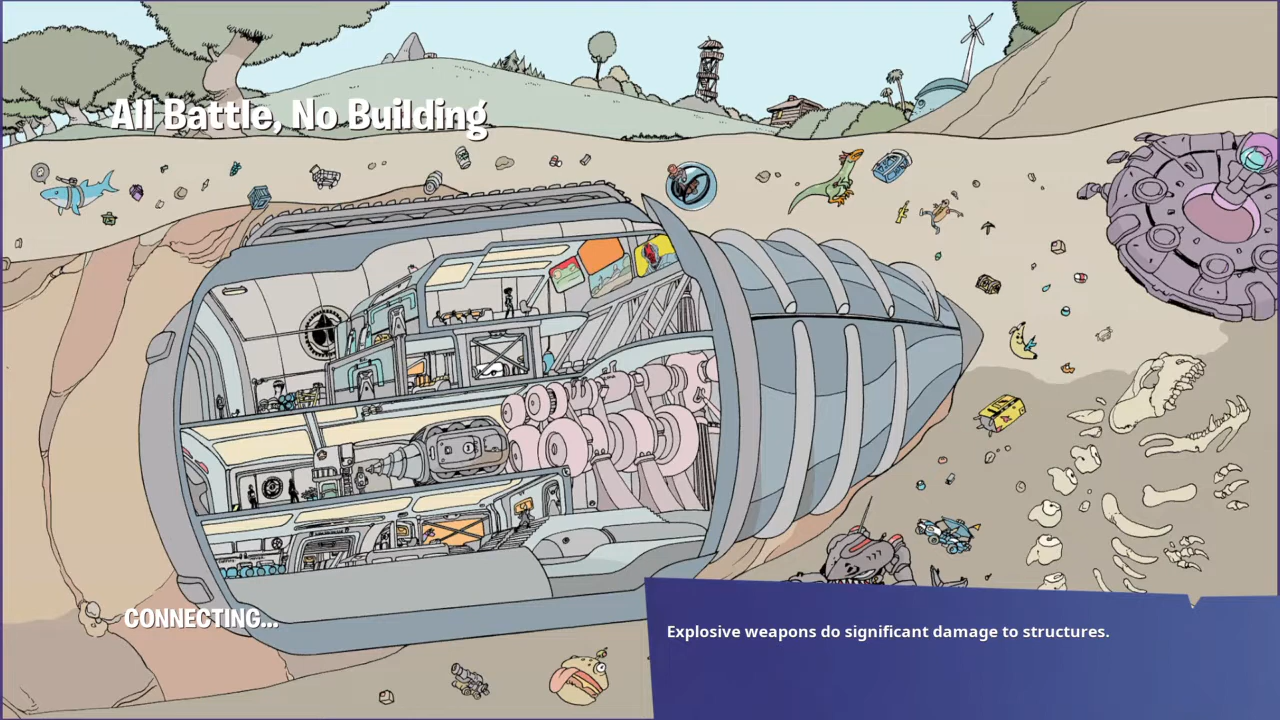 All Battle, No Building
CONNECTING...
Explosive weapons do significant damage to structures.